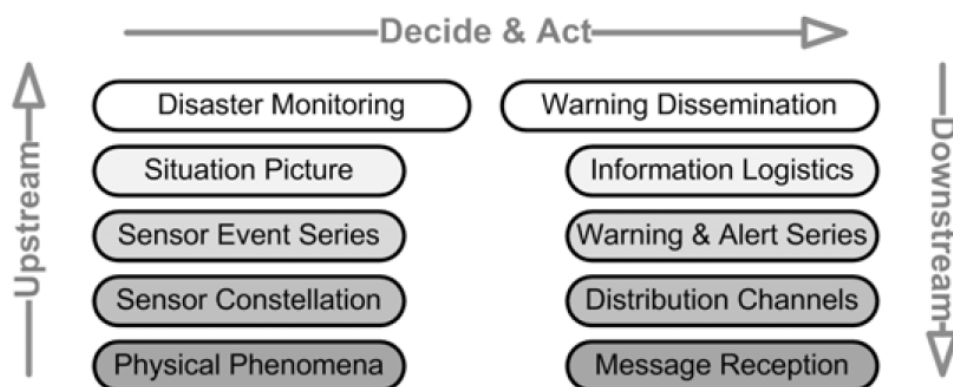 Decide & Act
Upstream
Disaster Monitoring
Warning Dissemination
Situation Picture
Information Logistics
Sensor Event Series
Warning & Alert Series
Sensor Constellation
Distribution Channels
Physical Phenomena
Message Reception
Downstream